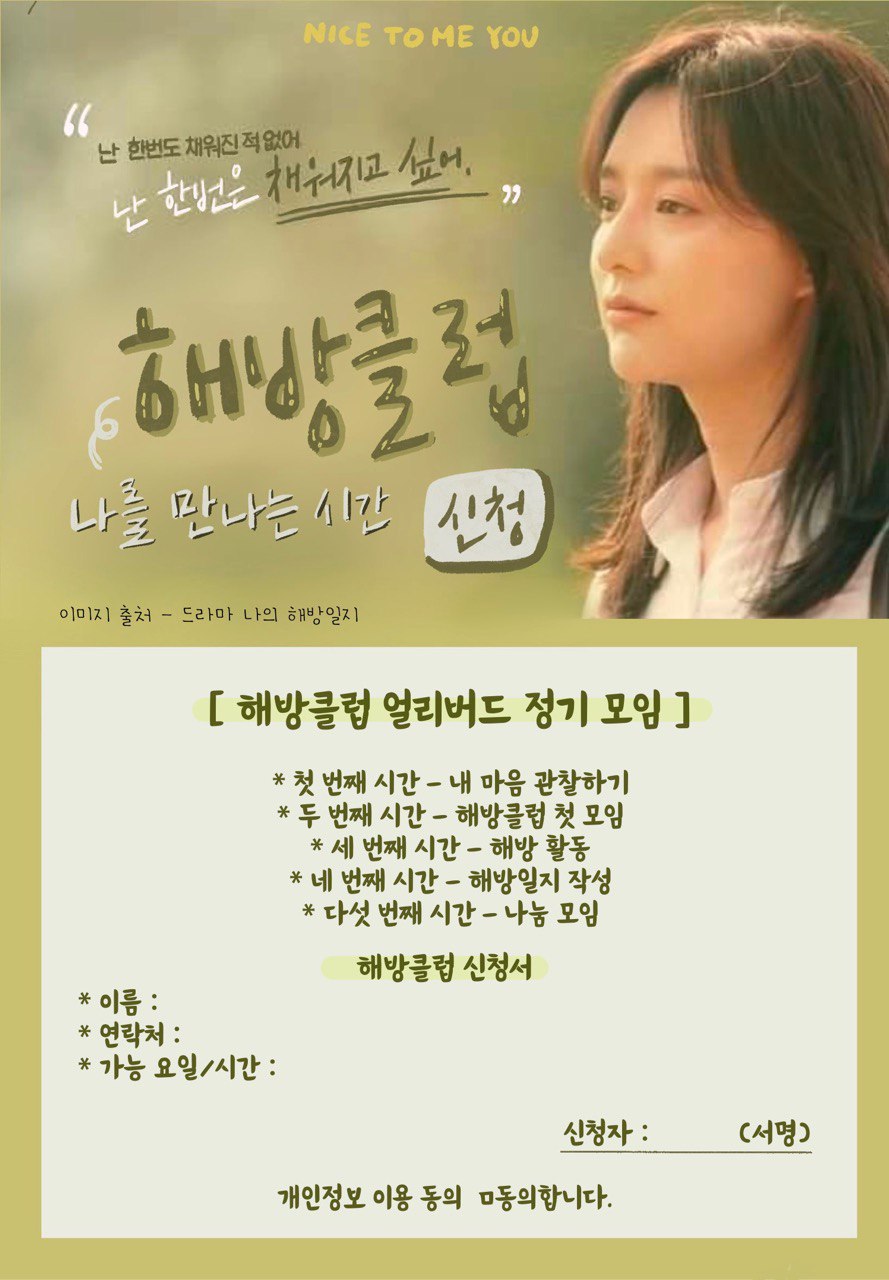 NICE TO ME YOU
“ 난 한번도 채워진 적 없어
난 한번은 채워지고 싶어. ”
해방클럽
나를 만나는 시간 신청
이미지 출처 - 드라마 나의 해방일지
[ 해방클럽 얼리버드 정기 모임 ]
* 첫 번째 시간 - 내 마음 관찰하기
* 두 번째 시간 - 해방클럽 첫 모임
* 세 번째 시간 - 해방 활동
* 네 번째 시간 - 해방일지 작성
* 다섯 번째 시간 - 나눔 모임
해방클럽 신청서
* 이름 :
* 연락처 :
* 가능 요일/시간 :
신청자 : (서명)
개인정보 이용 동의 □동의합니다.